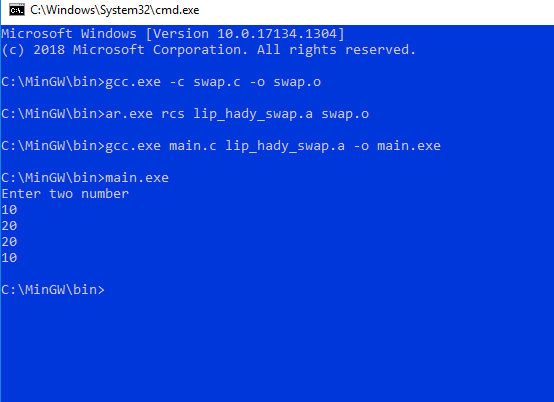 C:\Windows\System32\cmd.exe
Microsoft Windows [Version 10.0.17134.1304]
(c) 2018 Microsoft Corporation. All rights reserved.
C:\MinGW\bin>gcc.exe -c swap.c -o swap.o
C:\MinGW\bin>ar.exe rcs lip_hady_swap.a swap.o
C:\MinGW\bin>gcc.exe main.c lip_hady_swap.a -o main.exe
C:\MinGW\bin>main.exe
Enter two number
10
20
20
10
C:\MinGW\bin>